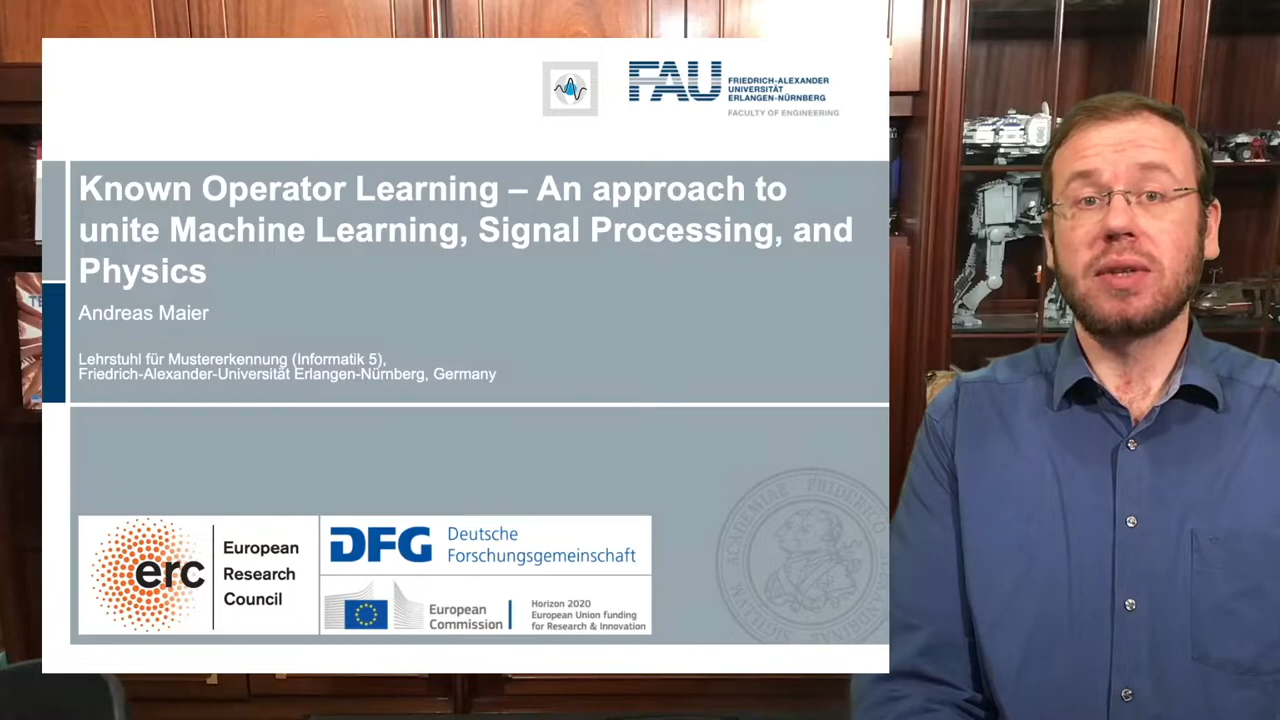 FAU
FRIEDRICH-ALEXANDER
UNIVERSITÄT
ERLANGEN-NÜRNBERG
FACULTY OF ENGINEERING
Known Operator Learning – An approach to
unite Machine Learning, Signal Processing, and
Physics
Andreas Maier
Lehrstuhl für Mustererkennung (Informatik 5),
Friedrich-Alexander-Universität Erlangen-Nürnberg, Germany
erc
European
Research
Council
DFG
Deutsche
Forschungsgemeinschaft
European
Commission
Horizon 2020
European Union funding
for Research & Innovation
ACADEMIAE FRIDERICO